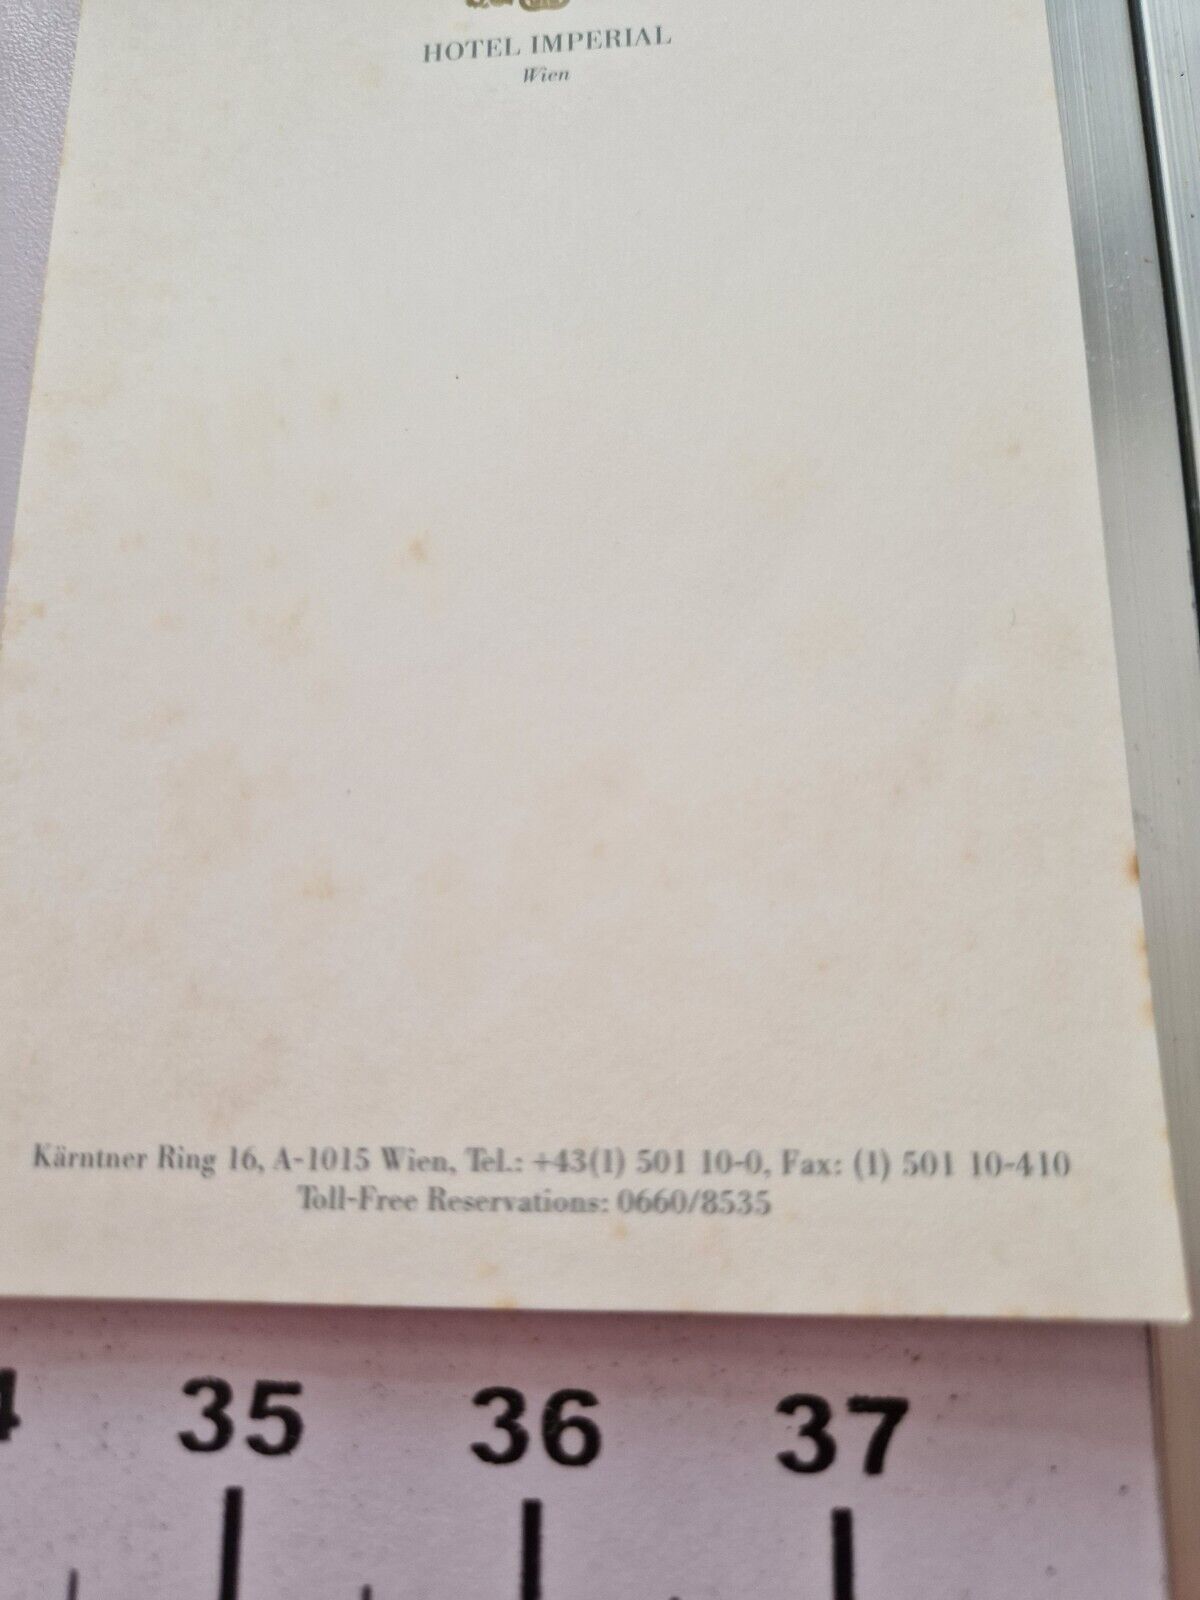 HOTEL IMPERIAL
Wien
Kärntner Ring 16, A-1015 Wien, Tel.: +43(1) 501 10-0, Fax: (1) 501 10-410
Toll-Free Reservations: 0660/8535
4 35 36 37